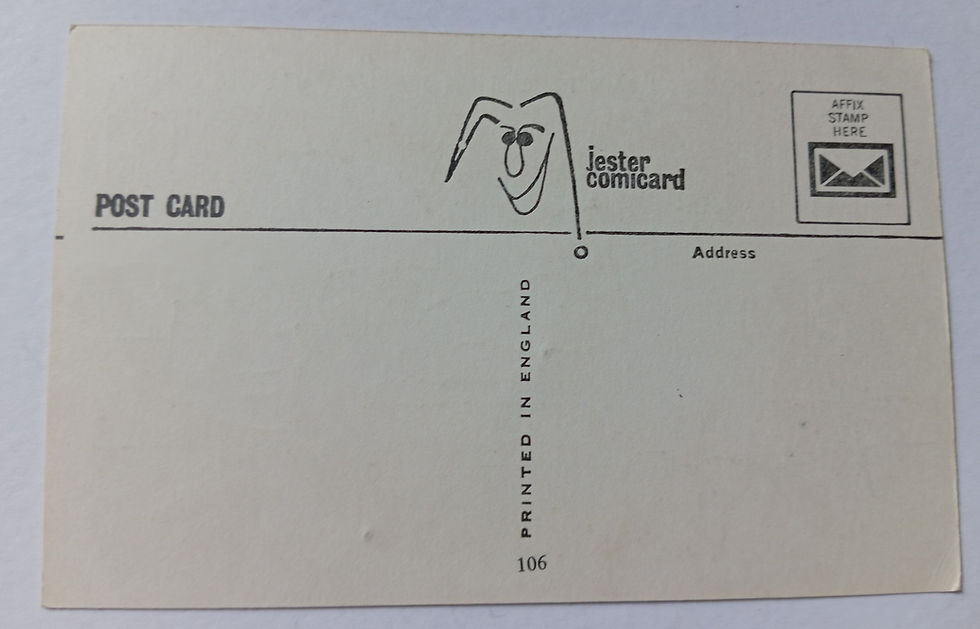 AFFIX
STAMP
HERE
jester
comicard
POST CARD
Address
PRINTED IN ENGLAND
106